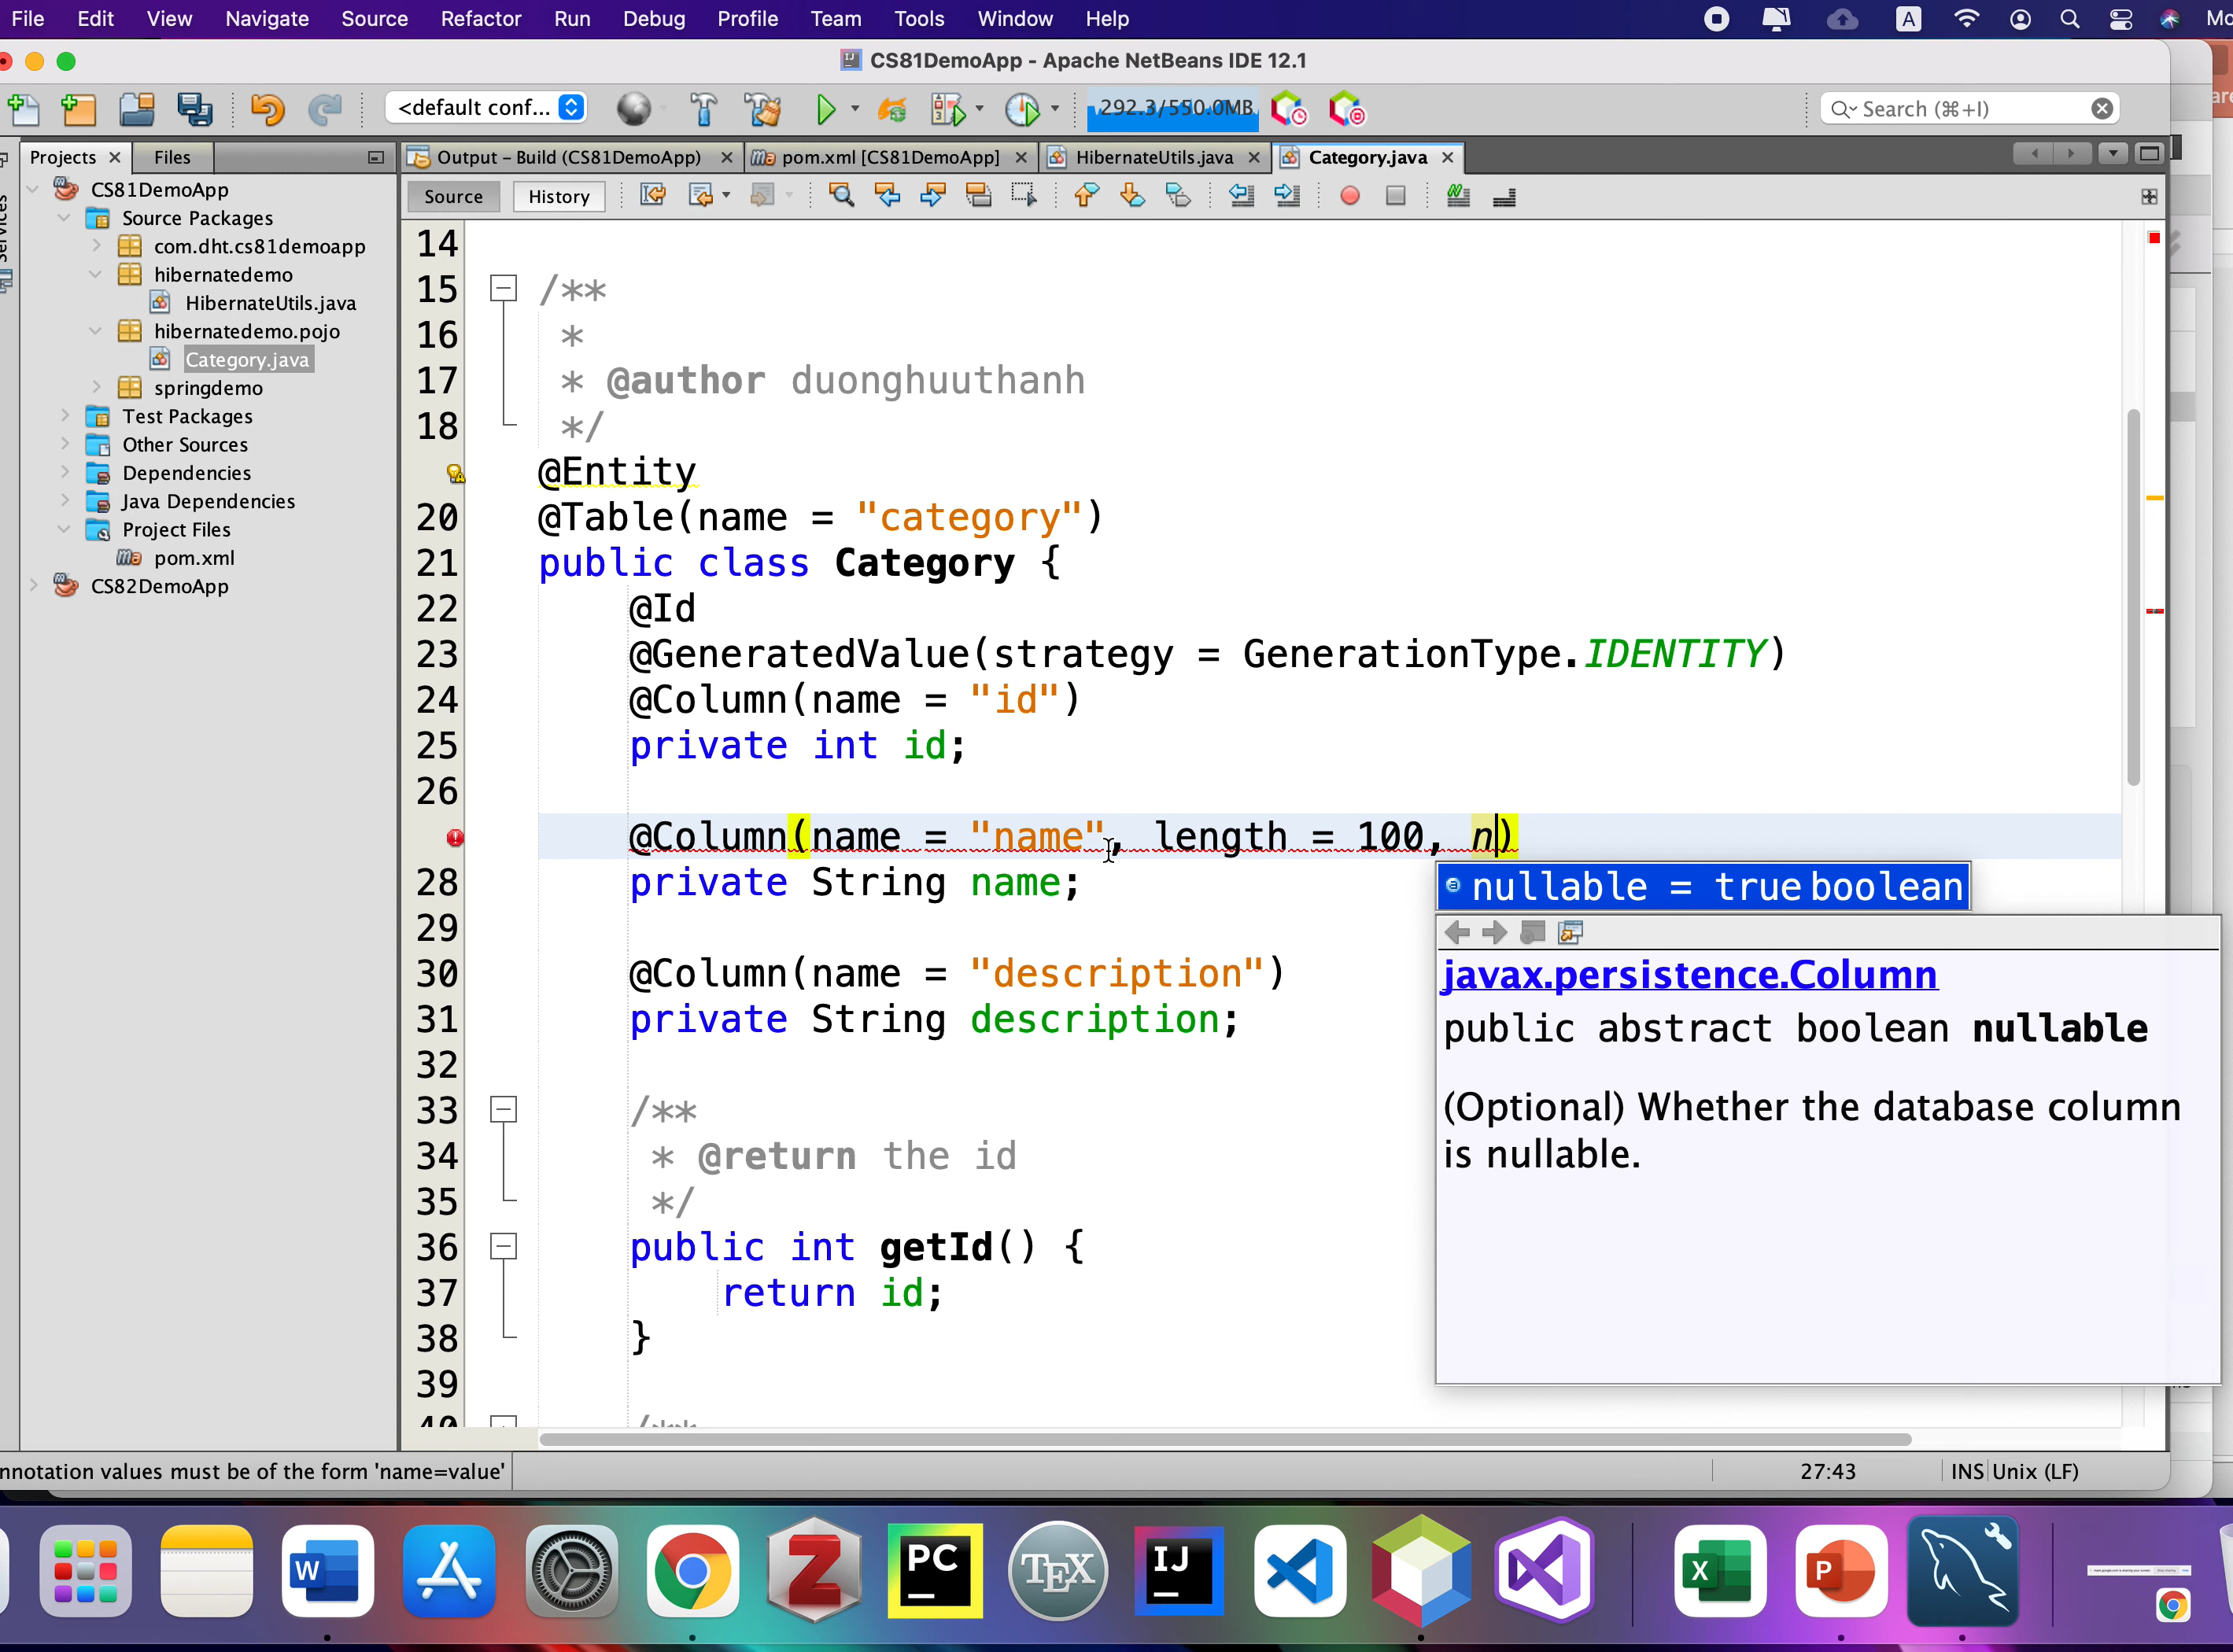 File Edit View Navigate Source Refactor Run Debug Profile Team Tools Window Help
A
CS81DemoApp - Apache NetBeans IDE 12.1
<default conf...
292.3/550.0MB
Search (⌘+I)
Projects
Files
Output – Build (CS81DemoApp)
pom.xml [CS81DemoApp]
HibernateUtils.java
Category.java
Services
Source
History
CS81DemoApp
Source Packages
com.dht.cs81demoapp
hibernatedemo
HibernateUtils.java
hibernatedemo.pojo
Category.java
springdemo
Test Packages
Other Sources
Dependencies
Java Dependencies
Project Files
pom.xml
CS82DemoApp
14
15 /**
16 *
17 * @author duonghuuthanh
18 */
@Entity
20 @Table(name = "category")
21 public class Category {
22 @Id
23 @GeneratedValue(strategy = GenerationType.IDENTITY)
24 @Column(name = "id")
25 private int id;
26
@Column(name = "name", length = 100, n)
28 private String name;
29
30 @Column(name = "description")
31 private String description;
32
33 /**
34 * @return the id
35 */
36 public int getId() {
37 return id;
38 }
39
40 /**
nullable = true boolean
javax.persistence.Column
public abstract boolean nullable
(Optional) Whether the database column
is nullable.
nnotation values must be of the form 'name=value'
27:43
INS
Unix (LF)
W
Z
PC
TEX
IJ
X
P